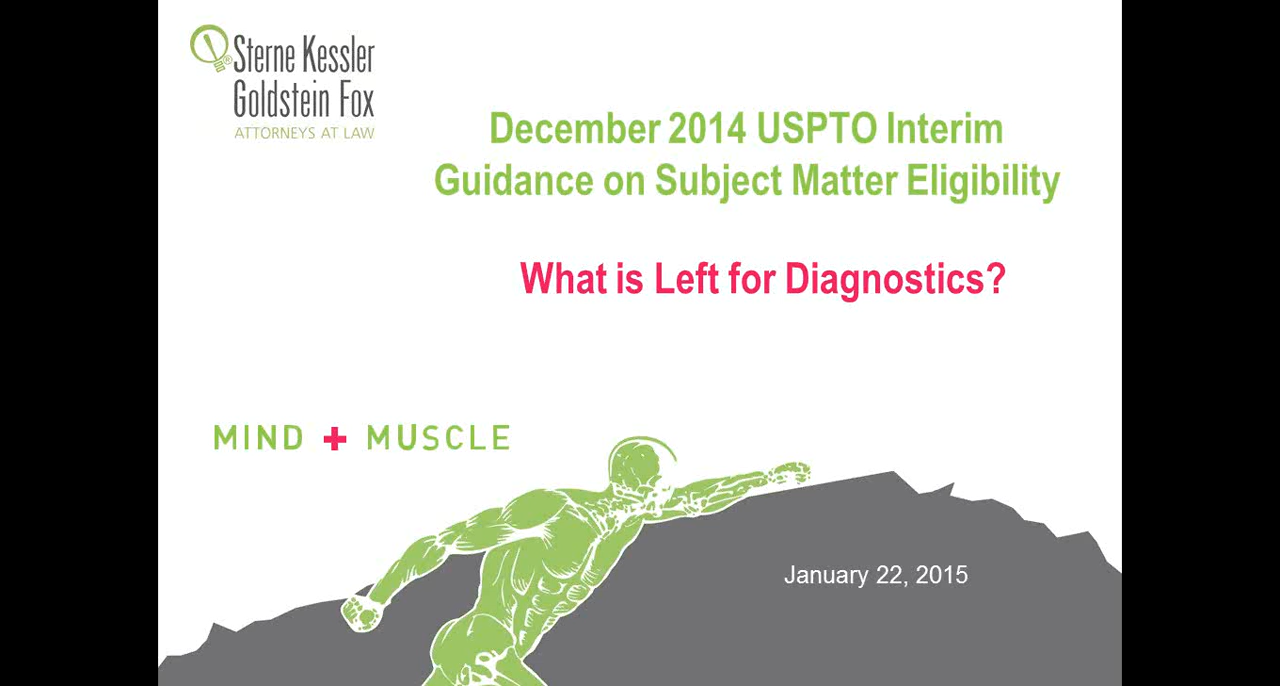 Sterne Kessler
Goldstein Fox
ATTORNEYS AT LAW
December 2014 USPTO Interim
Guidance on Subject Matter Eligibility
What is Left for Diagnostics?
MIND + MUSCLE
January 22, 2015